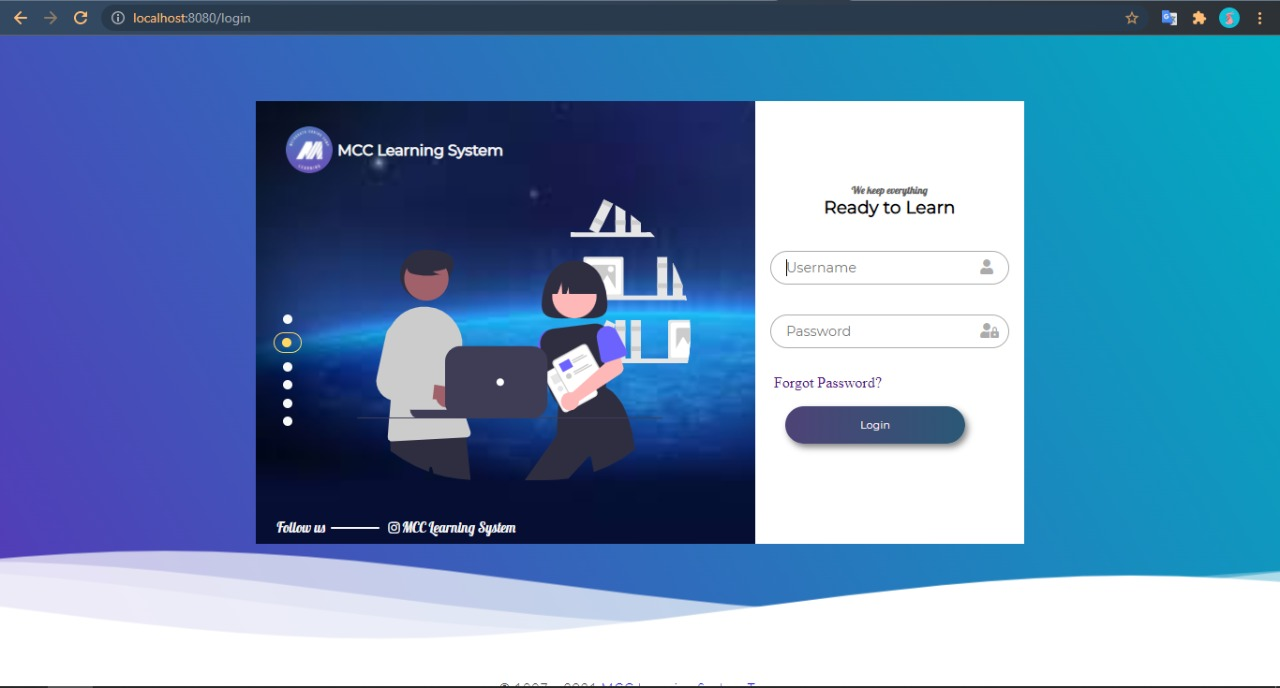 localhost:8080/login
MCC Learning System
We keep everything
Ready to Learn
Username
Password
Forgot Password?
Login
Follow us
MCC Learning System